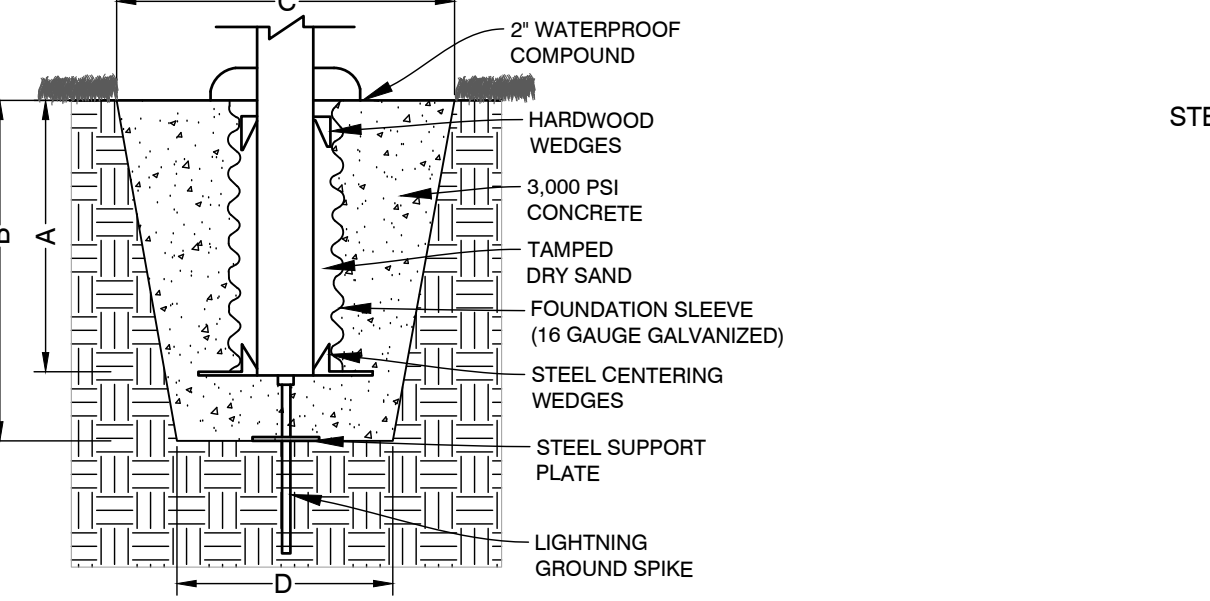 C
2" WATERPROOF
COMPOUND
HARDWOOD
WEDGES
3,000 PSI
CONCRETE
TAMPED
DRY SAND
FOUNDATION SLEEVE
(16 GAUGE GALVANIZED)
STEEL CENTERING
WEDGES
STEEL SUPPORT
PLATE
LIGHTNING
GROUND SPIKE
A
B
D